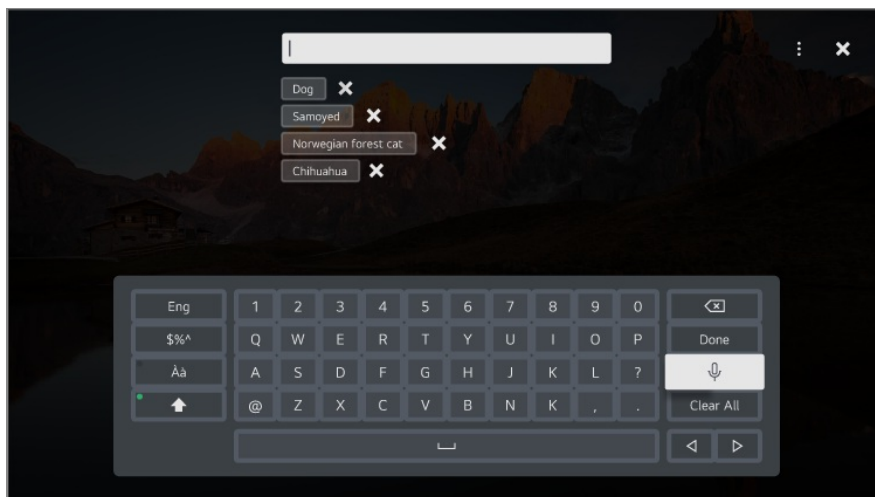 Dog
Samoyed
Norwegian forest cat
Chihuahua
Eng 1 2 3 4 5 6 7 8 9 0
$%^ Q W E R T Y U I O P Done
Àà A S D F G H J K L ?
@ Z X C V B N K , . Clear All